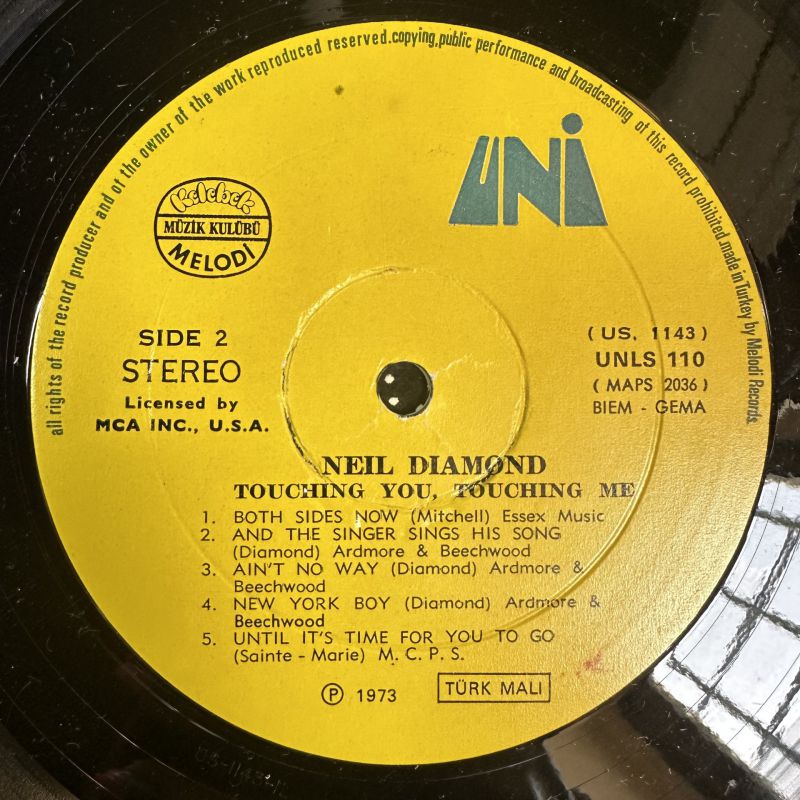 all rights of the record producer and of the owner of the work reproduced reserved.copying,public performance and broadcasting of this record prohibited.made in Turkey by Melodi Records
UNI
Kelebek
MÜZİK KULÜBÜ
MELODİ
SIDE 2
STEREO
Licensed by
MCA INC., U.S.A.
( US. 1143 )
UNLS 110
( MAPS 2036 )
BIEM - GEMA
NEIL DIAMOND
TOUCHING YOU, TOUCHING ME
1. BOTH SIDES NOW (Mitchell) Essex Music
2. AND THE SINGER SINGS HIS SONG
(Diamond) Ardmore & Beechwood
3. AIN'T NO WAY (Diamond) Ardmore &
Beechwood
4. NEW YORK BOY (Diamond) Ardmore &
Beechwood
5. UNTIL IT'S TIME FOR YOU TO GO
(Sainte - Marie) M. C. P. S.
Ⓟ 1973
TÜRK MALI